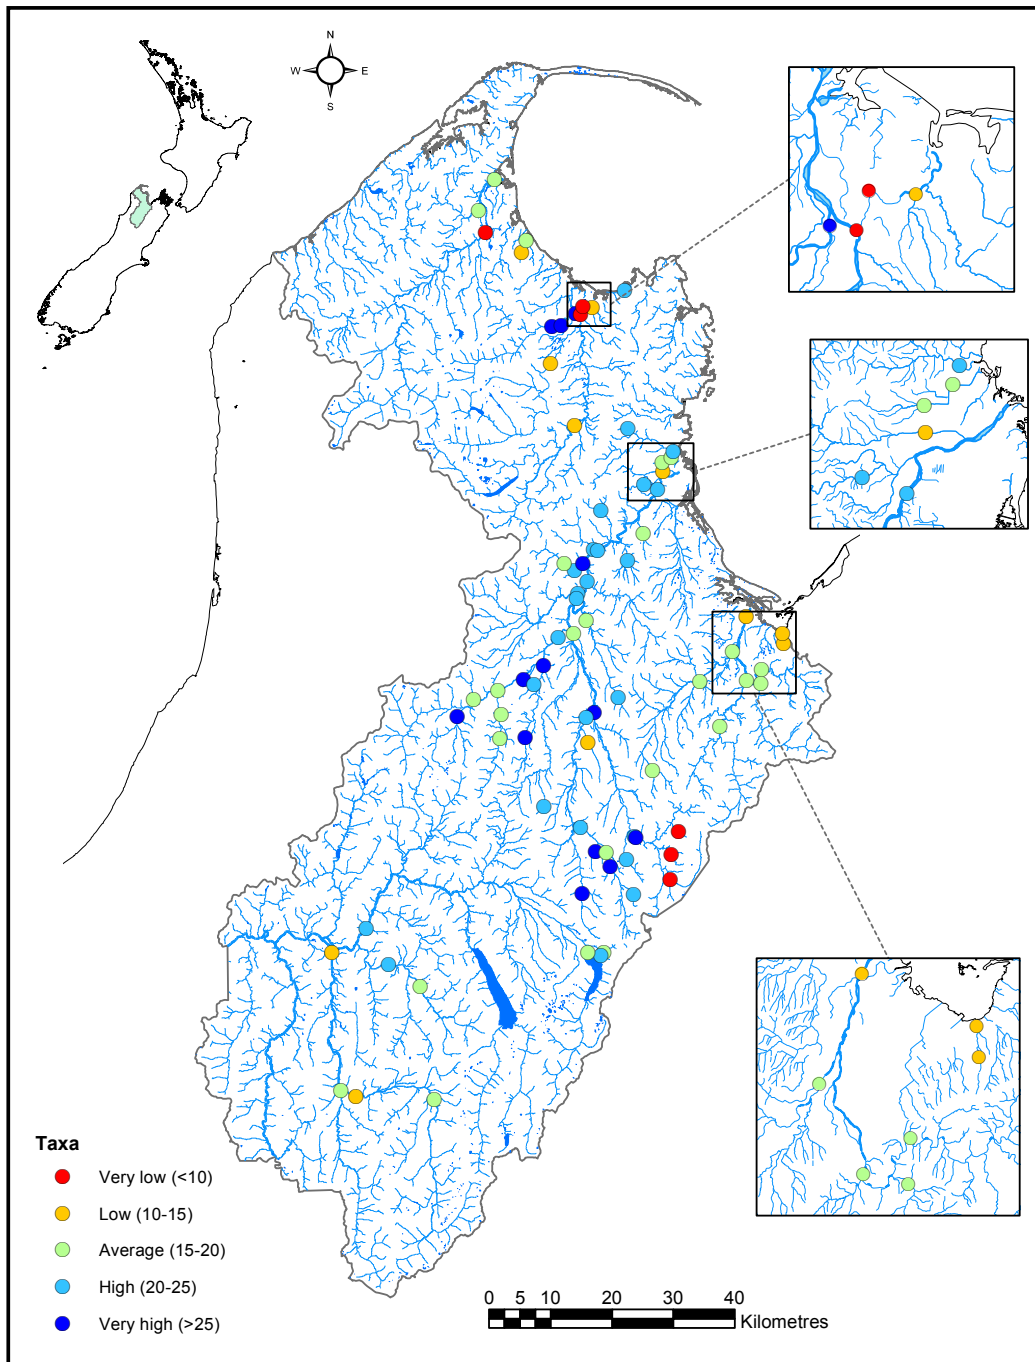 N
W E
S
Taxa
Very low (<10)
Low (10-15)
Average (15-20)
High (20-25)
Very high (>25)
0 5 10 20 30 40
Kilometres